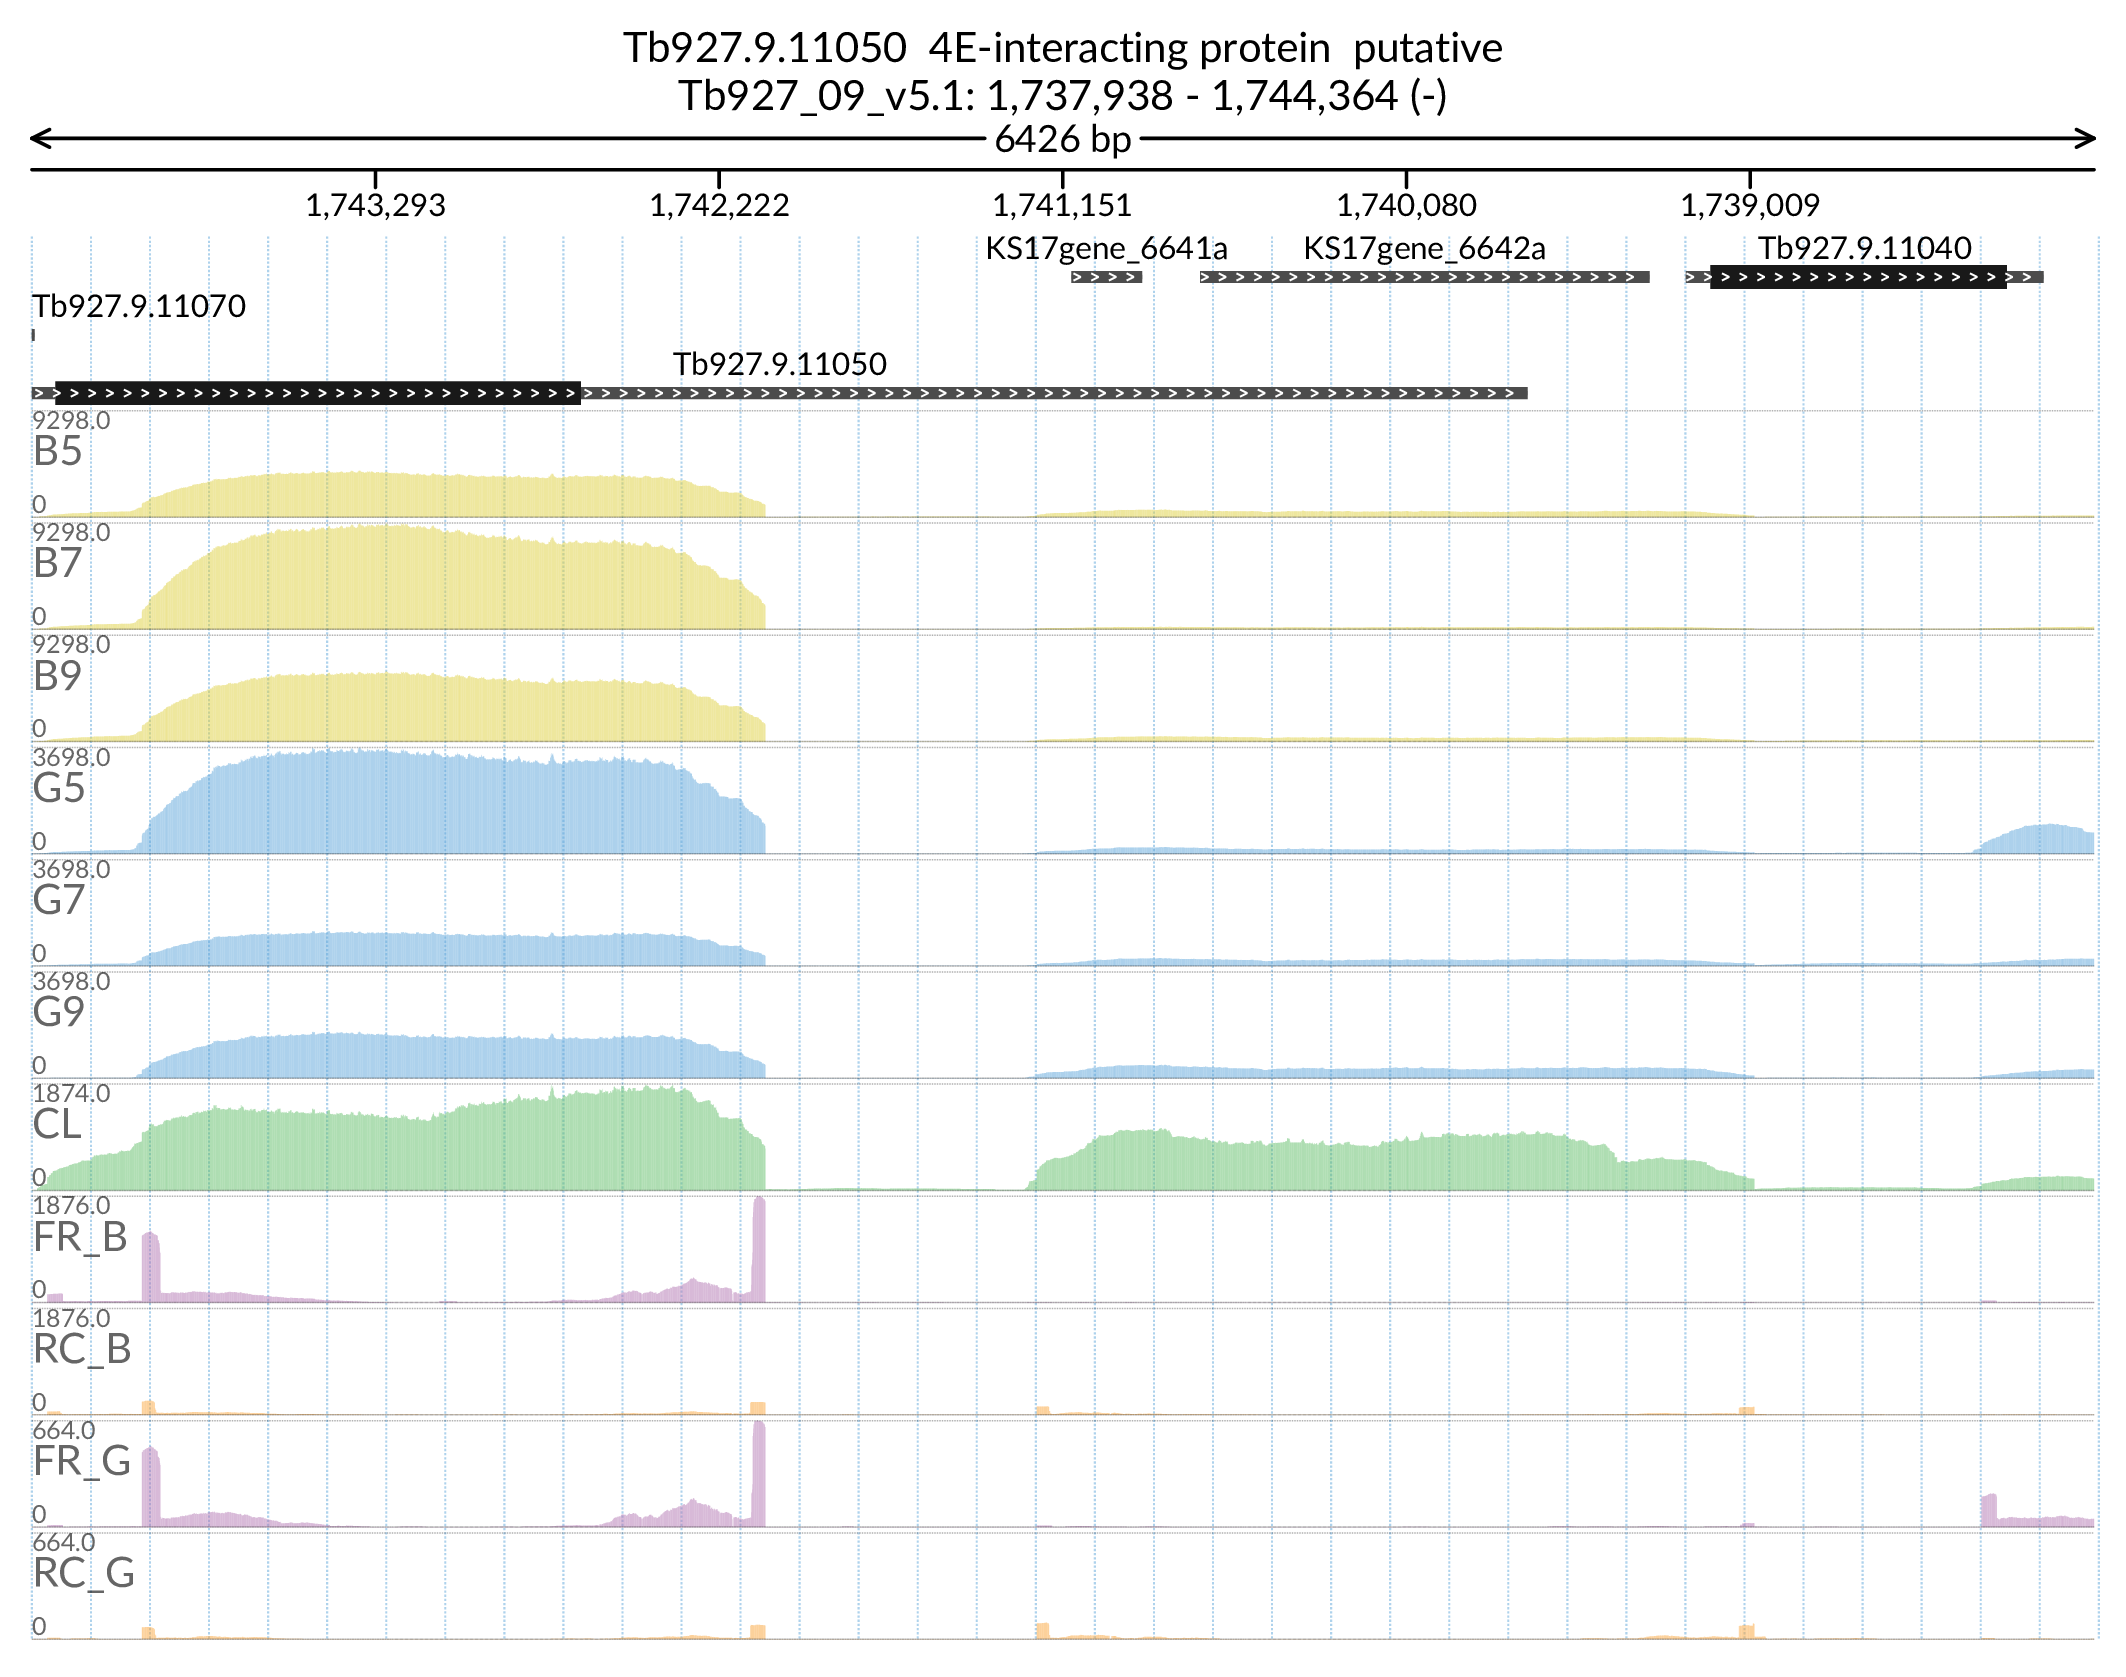 Tb927.9.11050  4E-interacting protein  putative
Tb927_09_v5.1: 1,737,938 - 1,744,364 (-)
6426 bp
1,743,293 1,742,222 1,741,151 1,740,080 1,739,009
KS17gene_6641a KS17gene_6642a Tb927.9.11040
Tb927.9.11070
Tb927.9.11050
9298.0
B5
0
9298.0
B7
0
9298.0
B9
0
3698.0
G5
0
3698.0
G7
0
3698.0
G9
0
1874.0
CL
0
1876.0
FR_B
0
1876.0
RC_B
0
664.0
FR_G
0
664.0
RC_G
0